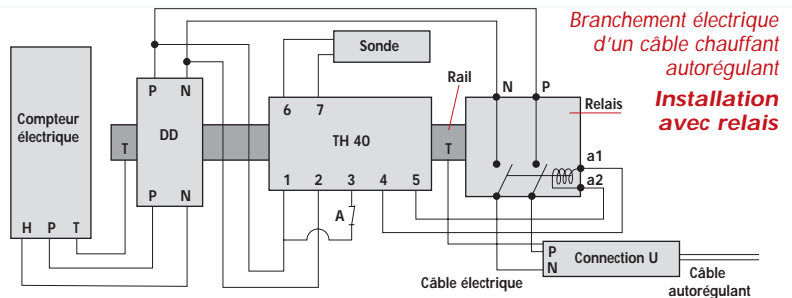 Branchement électrique
d'un câble chauffant
autorégulant
Installation
avec relais
Sonde
Rail
N P
Relais
P N
6 7
Compteur
électrique
DD
T
TH 40
T
a1
a2
1 2 3 4 5
P N
A
H P T
P
N
Connection U
Câble électrique
Câble
autorégulant